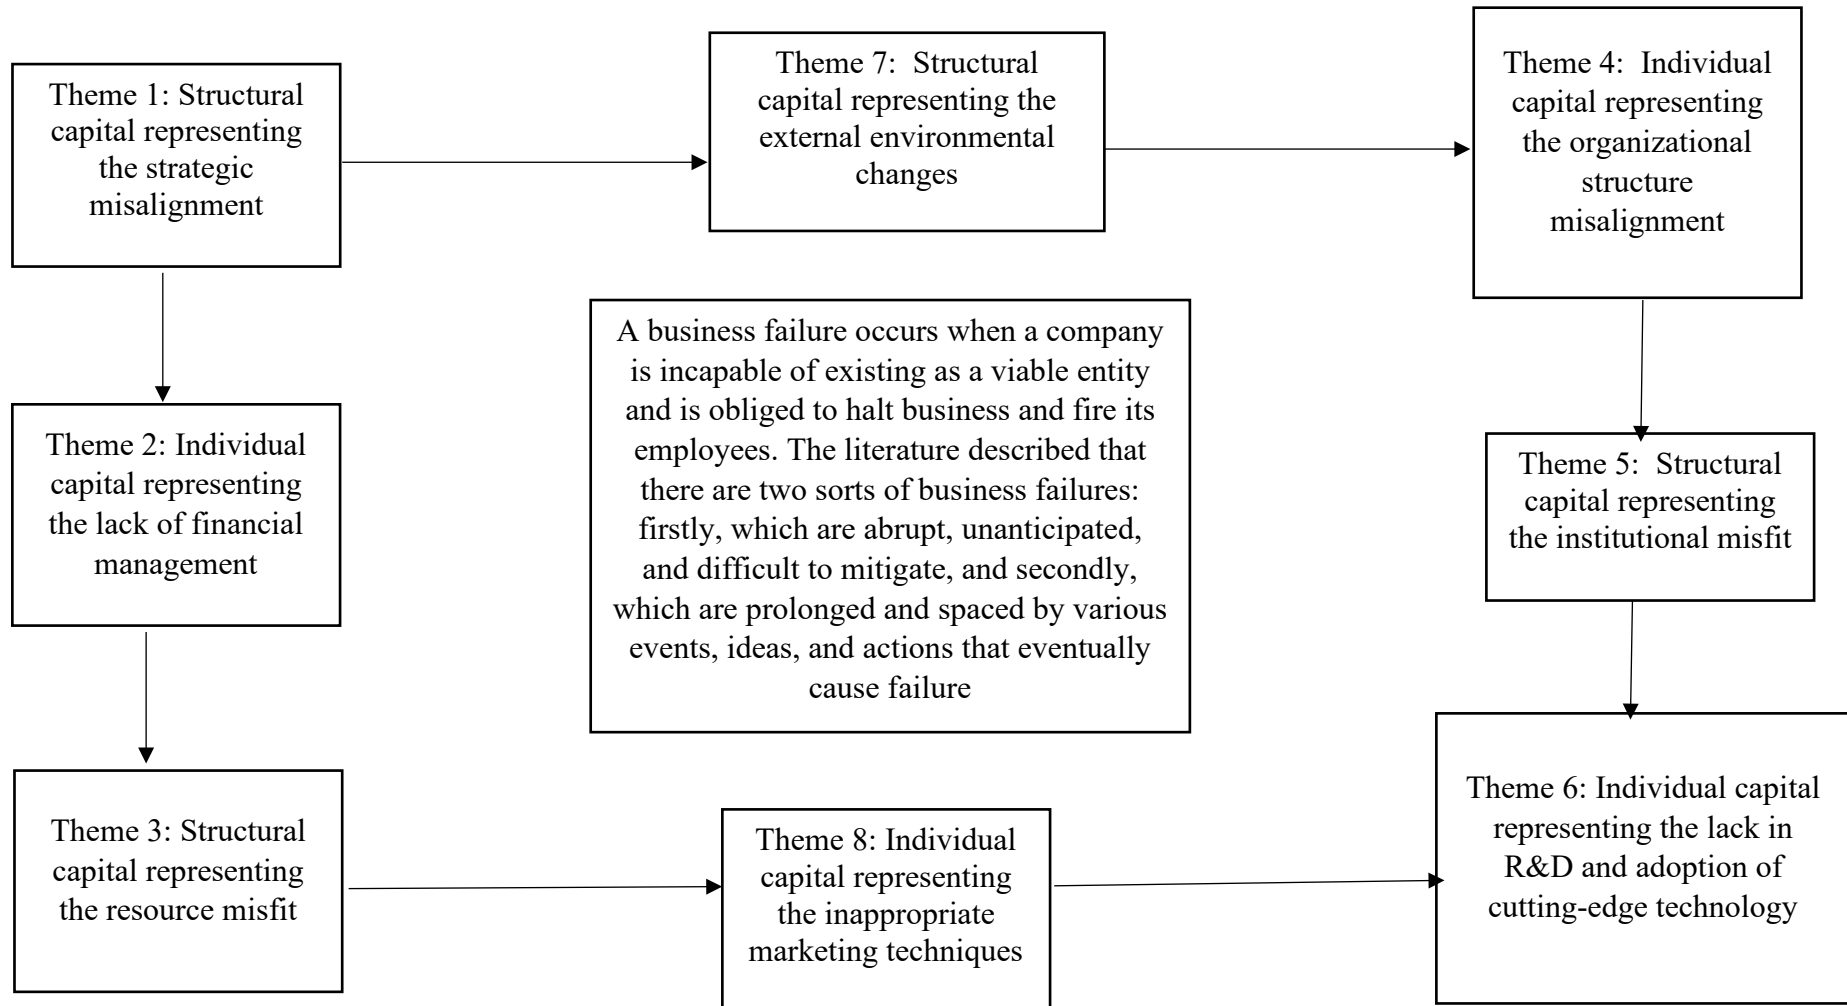 Theme 1: Structural
capital representing
the strategic
misalignment
Theme 7: Structural
capital representing the
external environmental
changes
Theme 4: Individual
capital representing
the organizational
structure
misalignment
A business failure occurs when a company
is incapable of existing as a viable entity
and is obliged to halt business and fire its
employees. The literature described that
there are two sorts of business failures:
firstly, which are abrupt, unanticipated,
and difficult to mitigate, and secondly,
which are prolonged and spaced by various
events, ideas, and actions that eventually
cause failure
Theme 2: Individual
capital representing
the lack of financial
management
Theme 5: Structural
capital representing
the institutional misfit
Theme 3: Structural
capital representing
the resource misfit
Theme 8: Individual
capital representing
the inappropriate
marketing techniques
Theme 6: Individual capital
representing the lack in
R&D and adoption of
cutting-edge technology